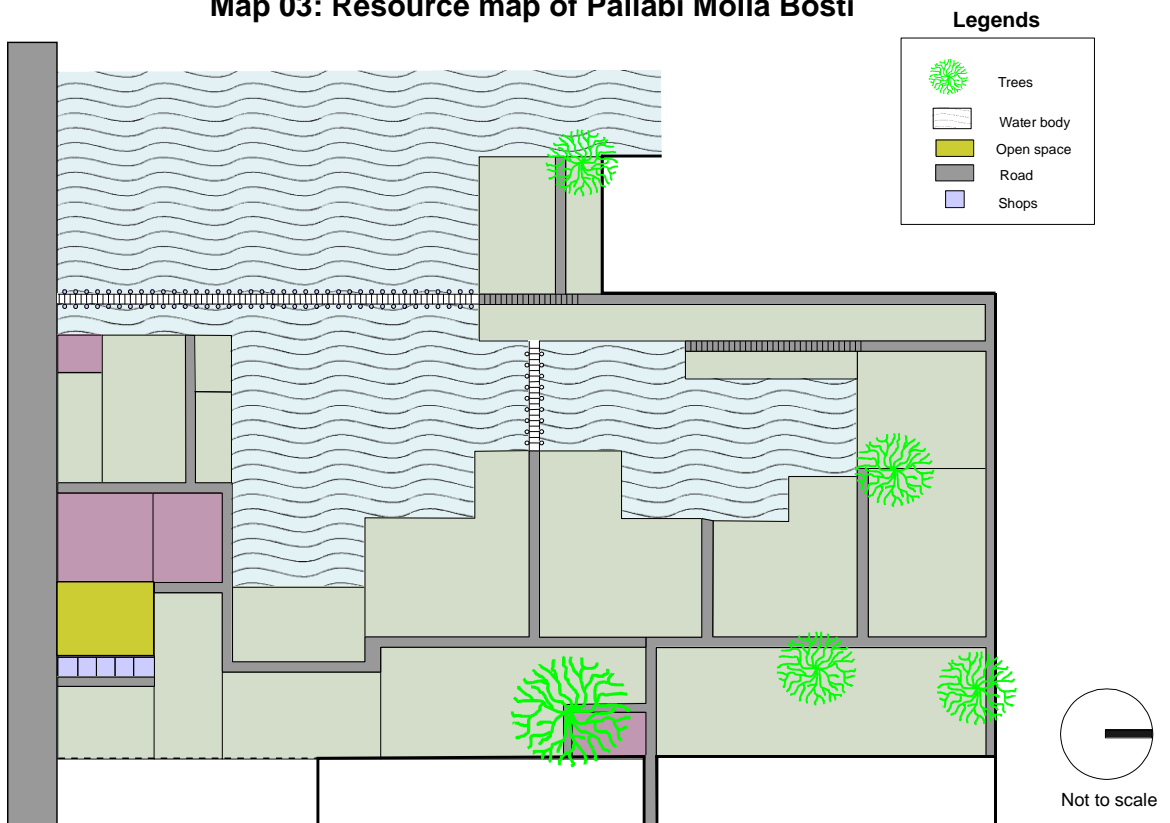 Map 03: Resource map of Pallabi Molla Bosti
Legends
Trees
Water body
Open space
Road
Shops
Not to scale